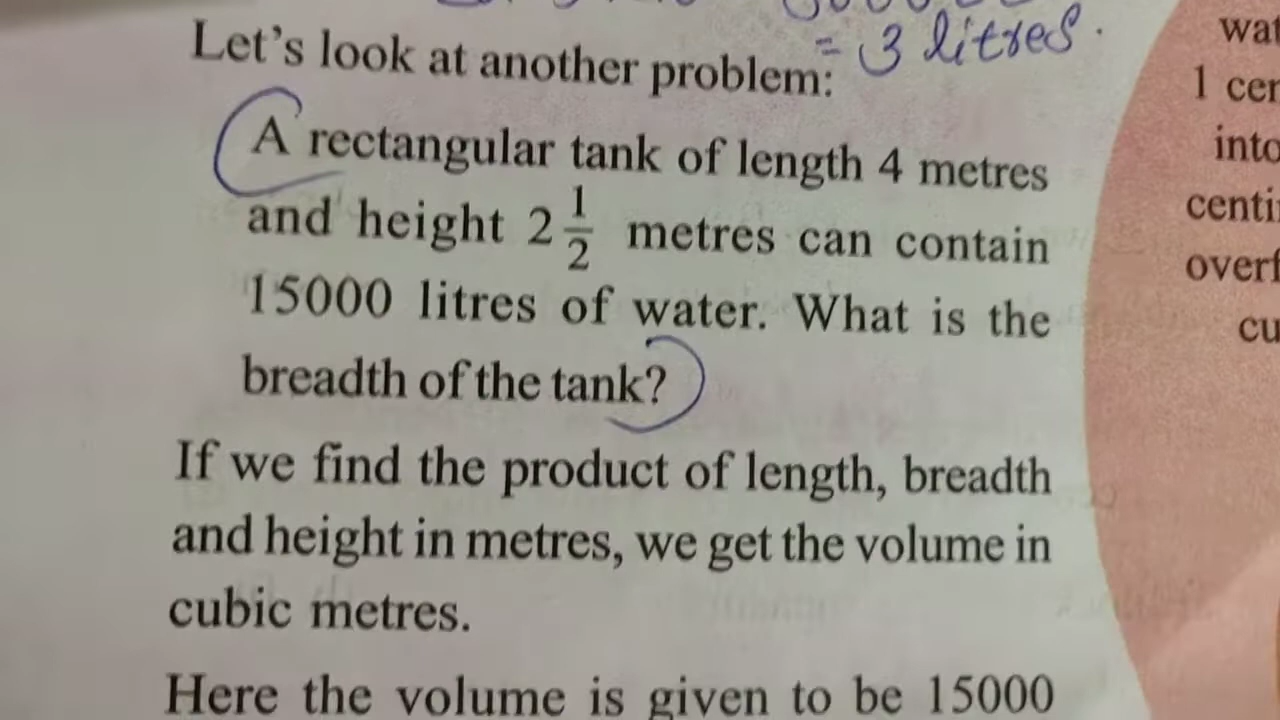 = 3 litres.
Let's look at another problem:
A rectangular tank of length 4 metres
and height 2 1/2 metres can contain
15000 litres of water. What is the
breadth of the tank?
If we find the product of length, breadth
and height in metres, we get the volume in
cubic metres.
Here the volume is given to be 15000
1 cer
into
cu